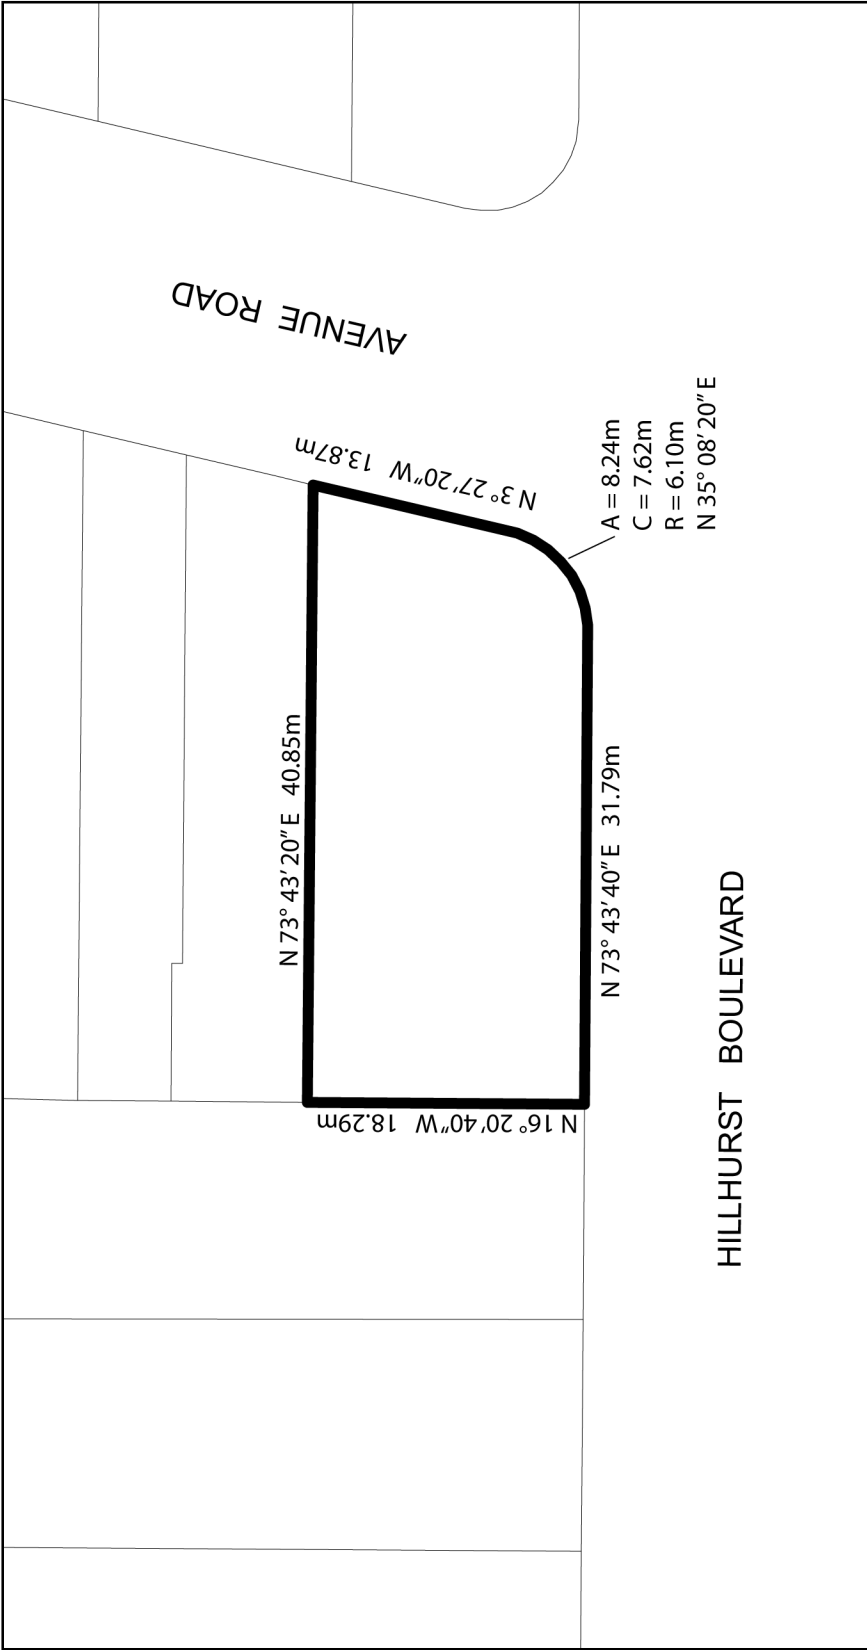 AVENUE ROAD
N 3° 27' 20" W 13.87m
A = 8.24m
C = 7.62m
R = 6.10m
N 35° 08' 20" E
N 73° 43' 20" E 40.85m
N 73° 43' 40" E 31.79m
N 16° 20' 40" W 18.29m
HILLHURST BOULEVARD